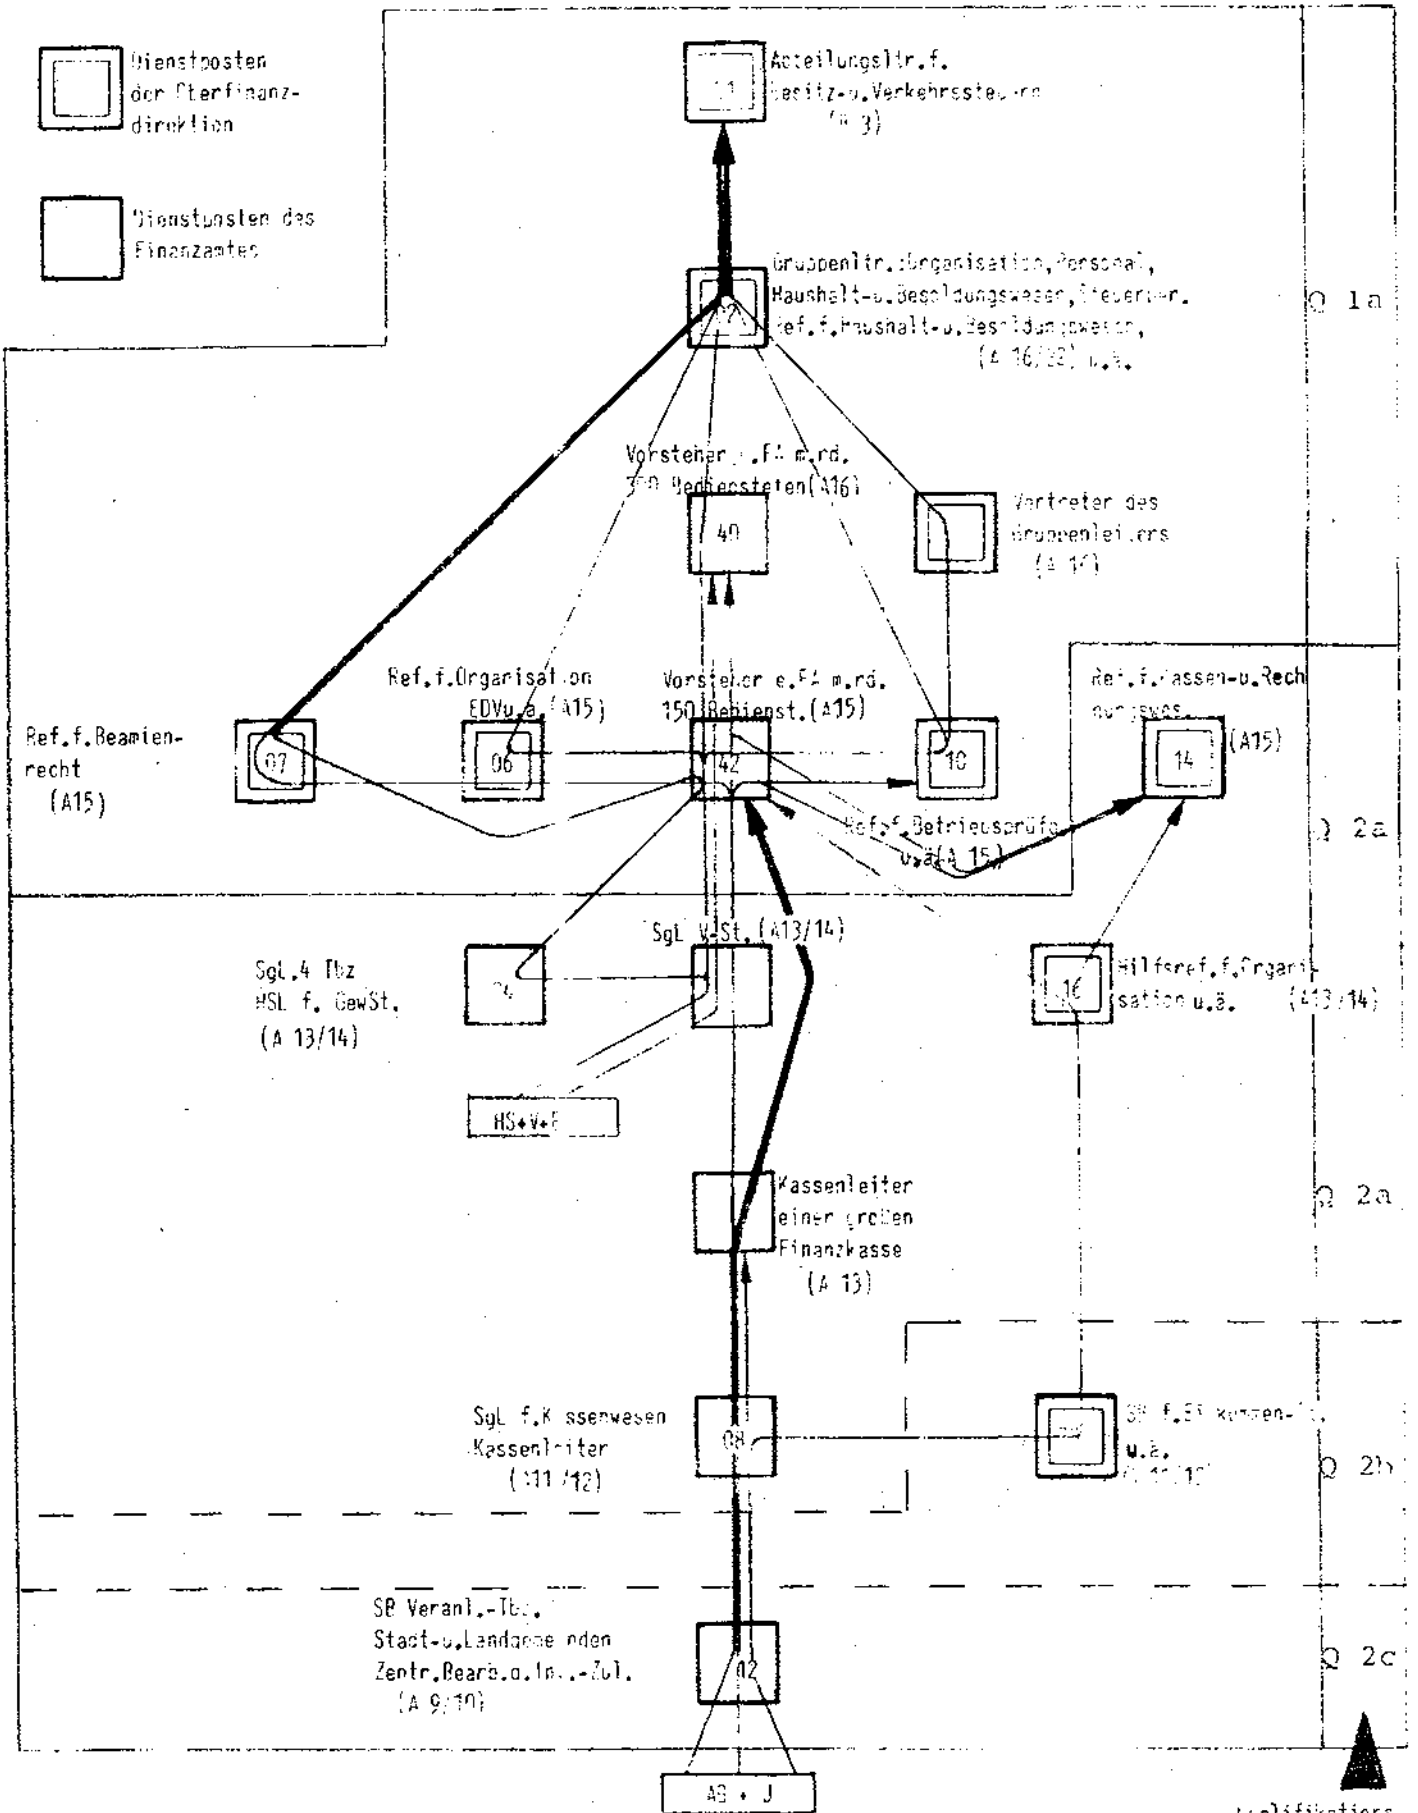 Dienstposten
der Oberfinanz-
direktion
Abteilungsltr.f.
Besitz-u.Verkehrssteuern
Dienstposten des
Finanzamtes
Gruppenltr.:Organisation,Personal,
Haushalt-u.Besoldungswesen,
Ref.f.Haushalt-u.Besoldungswesen,
Q 1a
Vorsteher e.FA m.rd.
Bediensteten(A16)
40
Vertreter des
Gruppenleiters
Ref.f.Organisation
EDVu.a.(A15)
Vorsteher e.FA m.rd.
150 Bedienst.(A15)
Ref.f.Kassen-u.Rech
nungswes.
(A15)
Ref.f.Beamten-
recht
(A15)
07
06
42
10
14
Ref.f.Betriebsprüfg
u.ä(A 15)
Q 2a
SgL V-St.(A13/14)
SgL.4 Tbz
HSL f. GewSt.
(A 13/14)
04
16
Hilfsref.f.Organi-
sation u.ä. (A13/14)
Kassenleiter
einer großen
Finanzkasse
(A 13)
Q 2a
SgL f.Kassenwesen
Kassenleiter
(A11/12)
08
u.ä.
Q 2b
SB Veranl.-Tbz.
Stadt-u.Landgemeinden
(A 9/10)
02
Q 2c
AS + J